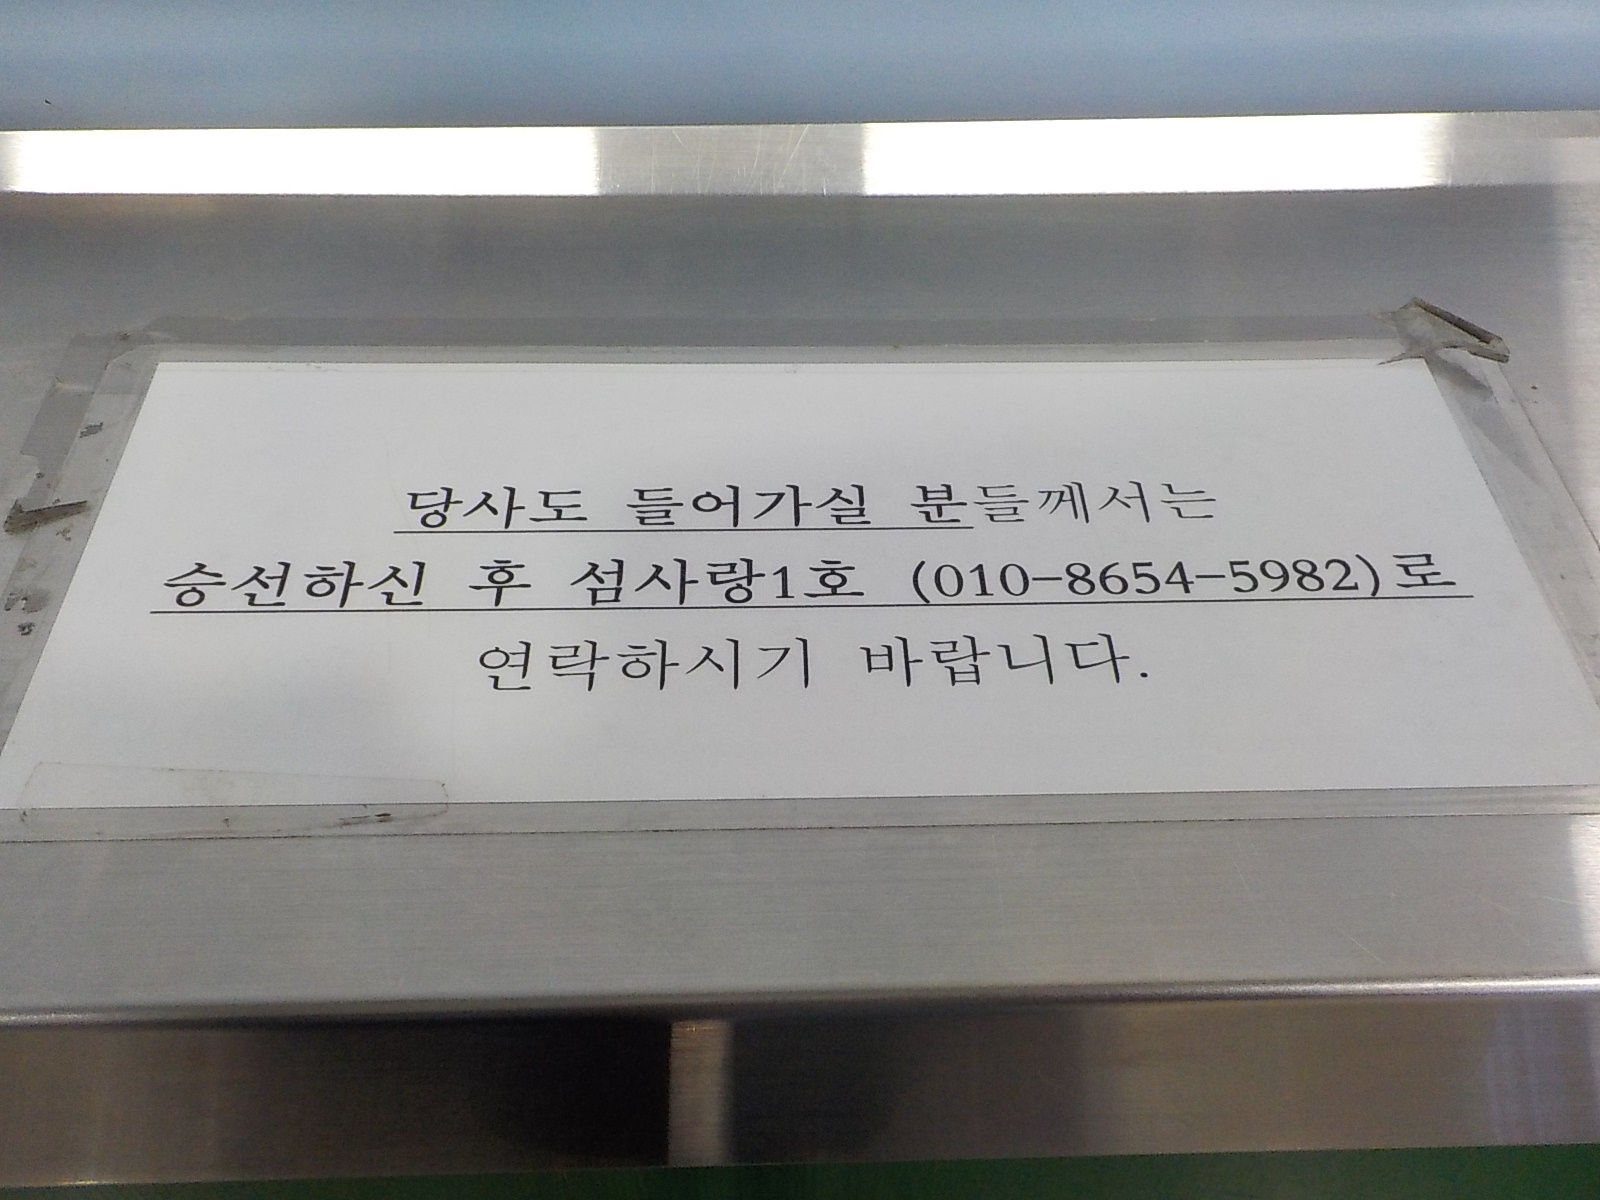 당사도 들어가실 분들께서는
승선하신 후 섬사랑1호 (010-8654-5982)로
연락하시기 바랍니다.